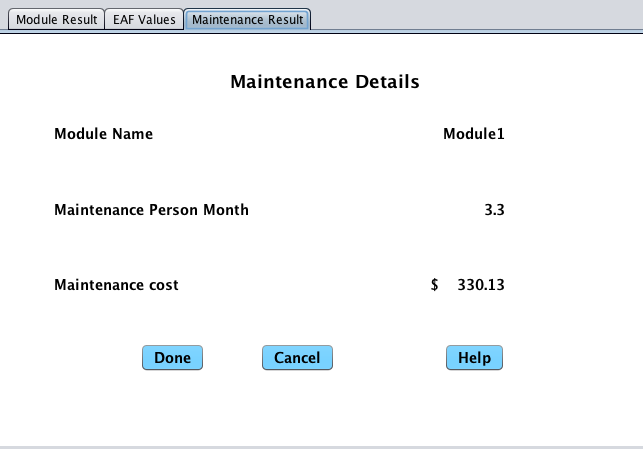 Module Result EAF Values Maintenance Result
Maintenance Details
Module Name Module1
Maintenance Person Month 3.3
Maintenance cost $ 330.13
Done Cancel Help